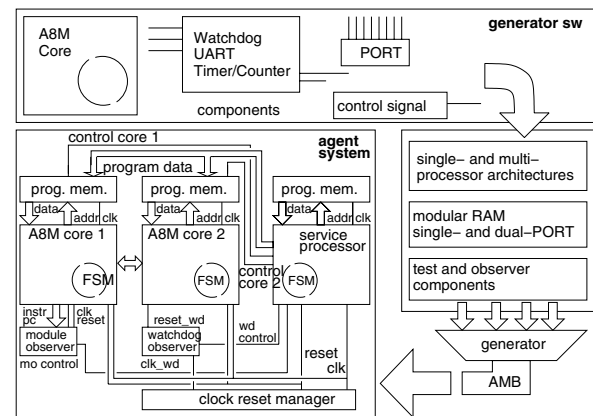 generator sw
A8M
Core
Watchdog
UART
Timer/Counter
PORT
components
control signal
control core 1
agent
system
program data
prog. mem.
prog. mem.
prog. mem.
data
addr
clk
data
addr
clk
data
addr
clk
A8M core 1
A8M core 2
service
processor
FSM
FSM
FSM
control
core 2
instr
pc
clk
reset
reset_wd
wd
control
module
observer
watchdog
observer
mo control
clk_wd
reset
clk
clock reset manager
single- and multi-
processor architectures
modular RAM
single- and dual-PORT
test and observer
components
generator
AMB